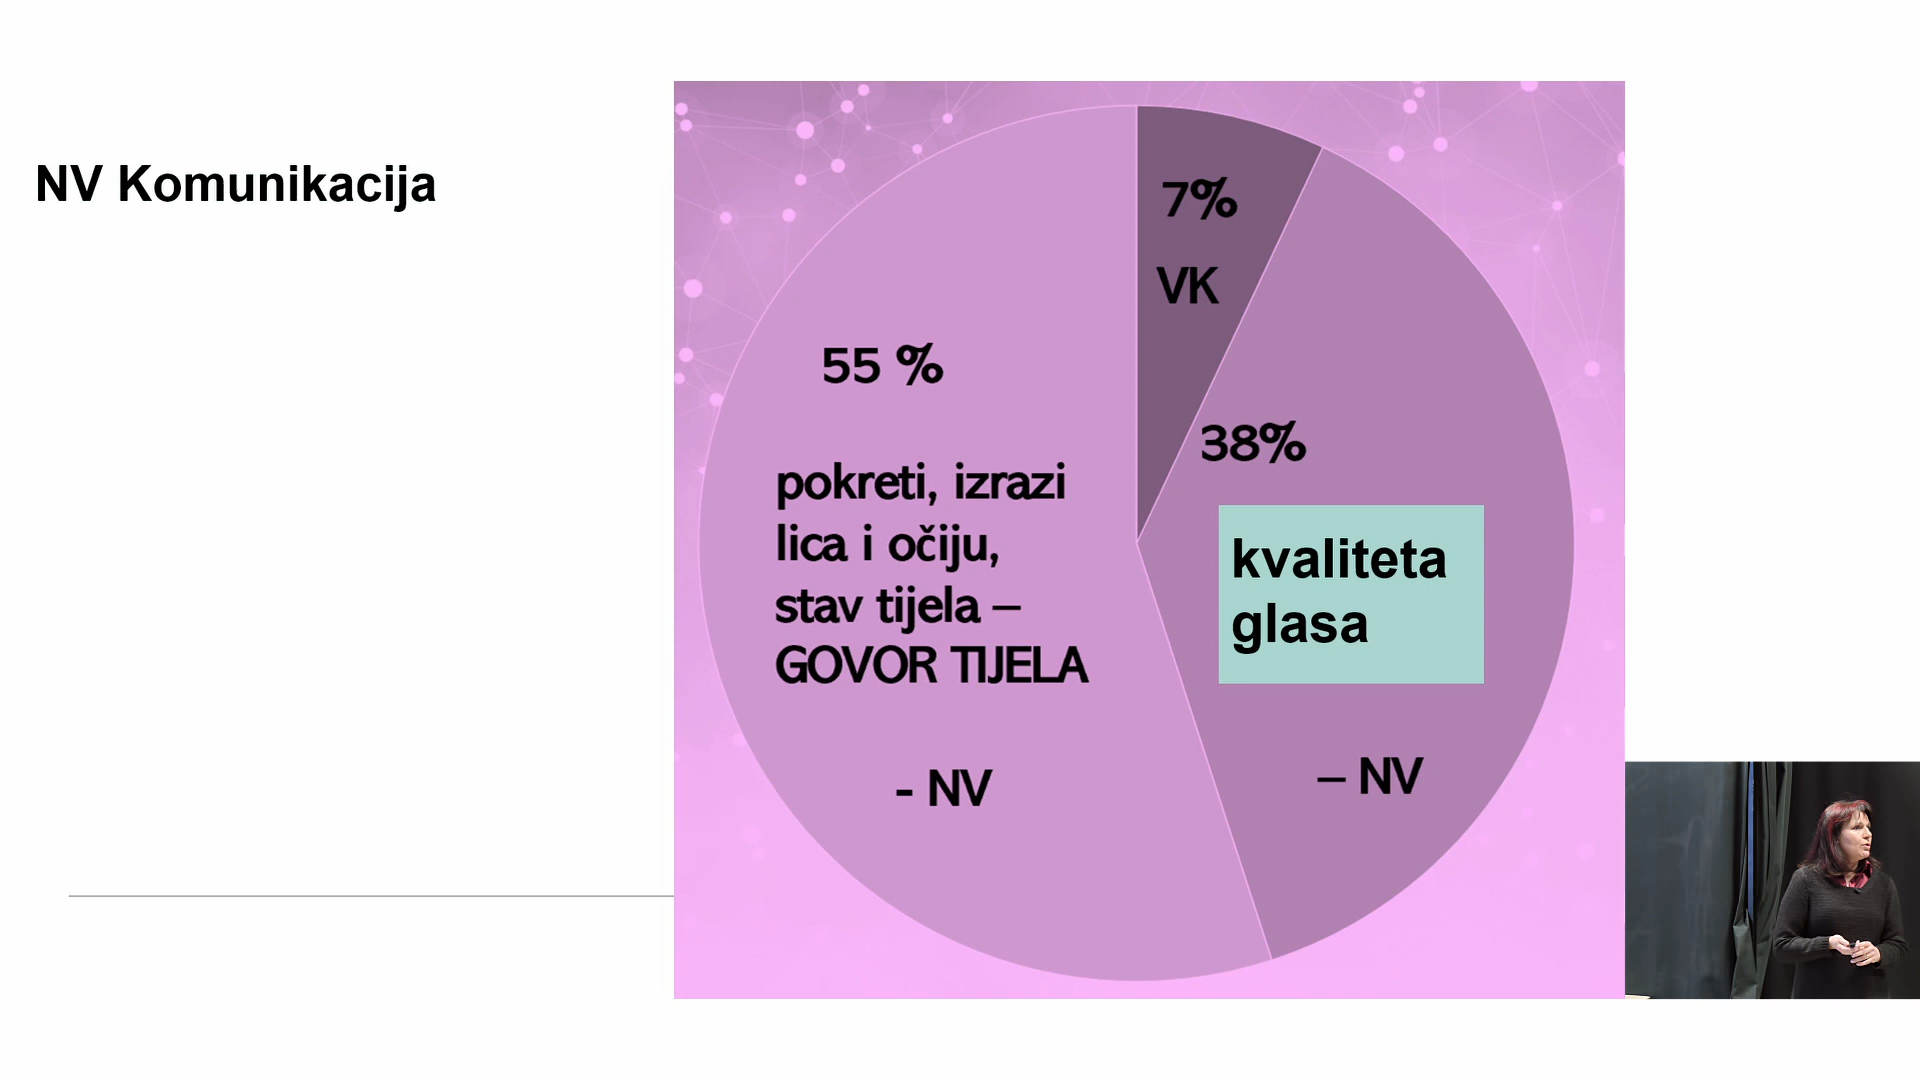 NV Komunikacija
7%
VK
55 %
pokreti, izrazi
lica i očiju,
stav tijela –
GOVOR TIJELA
- NV
38%
kvaliteta
glasa
– NV